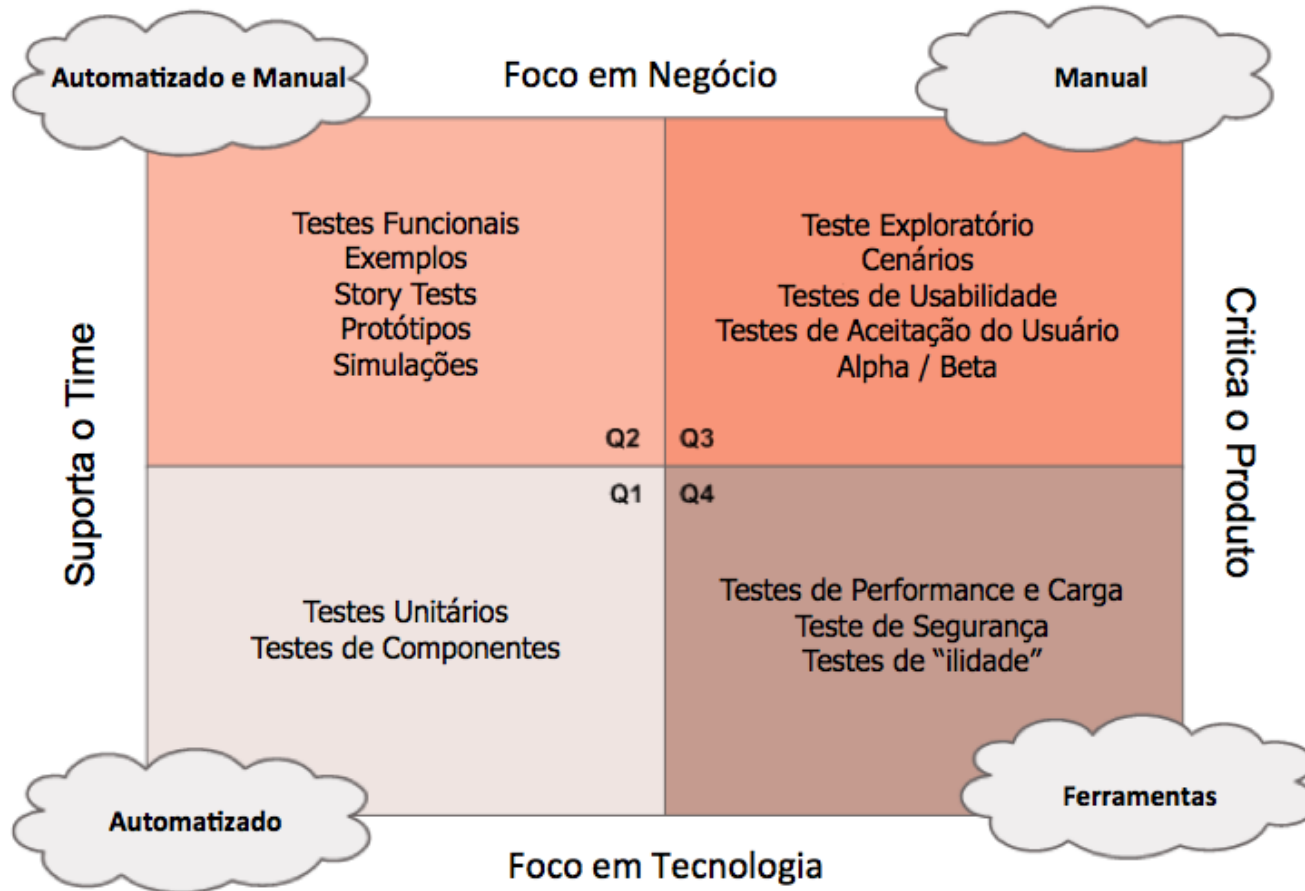 Automatizado e Manual
Foco em Negócio
Manual
Suporta o Time
Testes Funcionais
Exemplos
Story Tests
Protótipos
Simulações
Q2
Teste Exploratório
Cenários
Testes de Usabilidade
Testes de Aceitação do Usuário
Alpha / Beta
Q3
Critica o Produto
Q1
Testes Unitários
Testes de Componentes
Q4
Testes de Performance e Carga
Teste de Segurança
Testes de “ilidade”
Automatizado
Foco em Tecnologia
Ferramentas